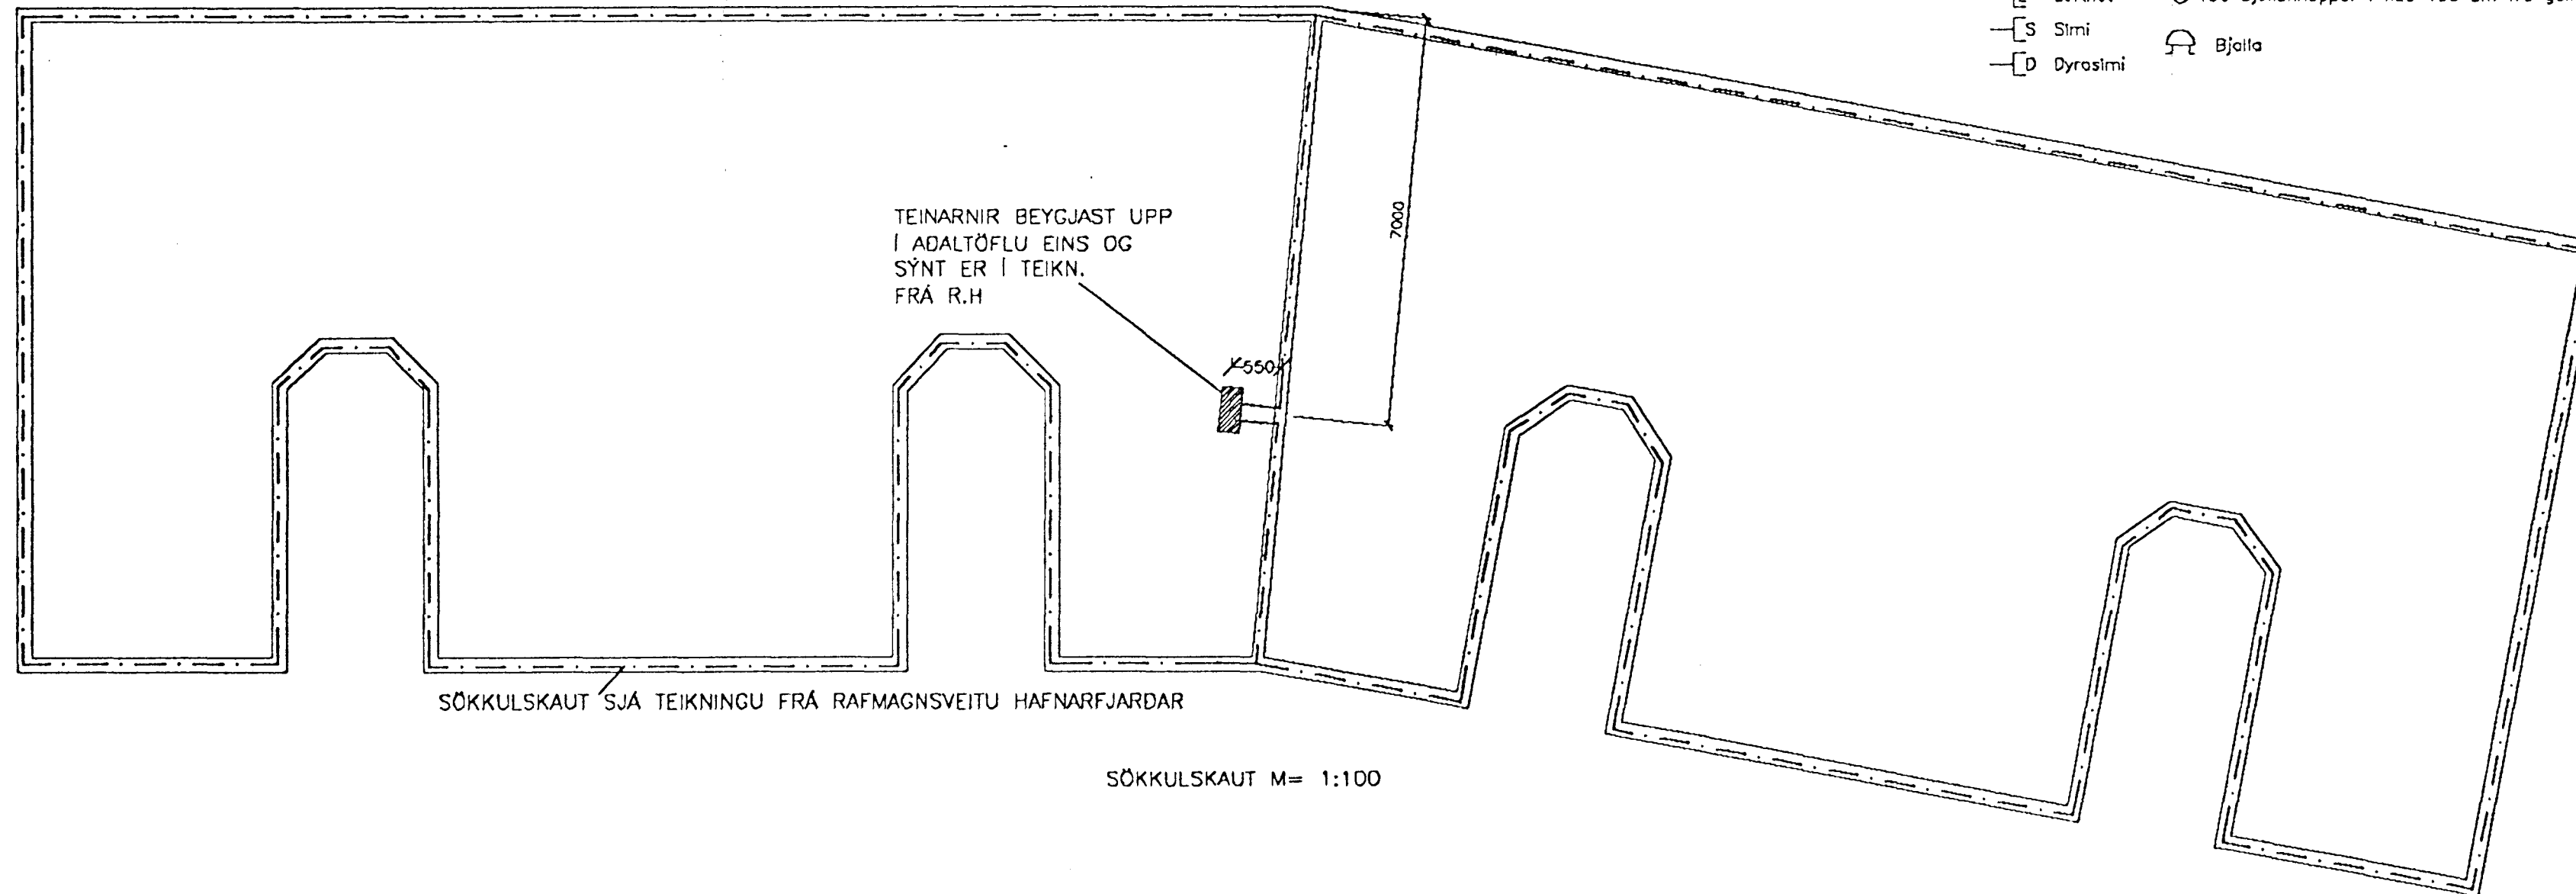 S Sími
Bjalla
D Dyrasími
TEINARNIR BEYGJAST UPP
Í AÐALTÖFLU EINS OG
SÝNT ER Í TEIKN.
FRÁ R.H
7000
550
SÖKKULSKAUT SJÁ TEIKNINGU FRÁ RAFMAGNSVEITU HAFNARFJARÐAR
SÖKKULSKAUT M= 1:100